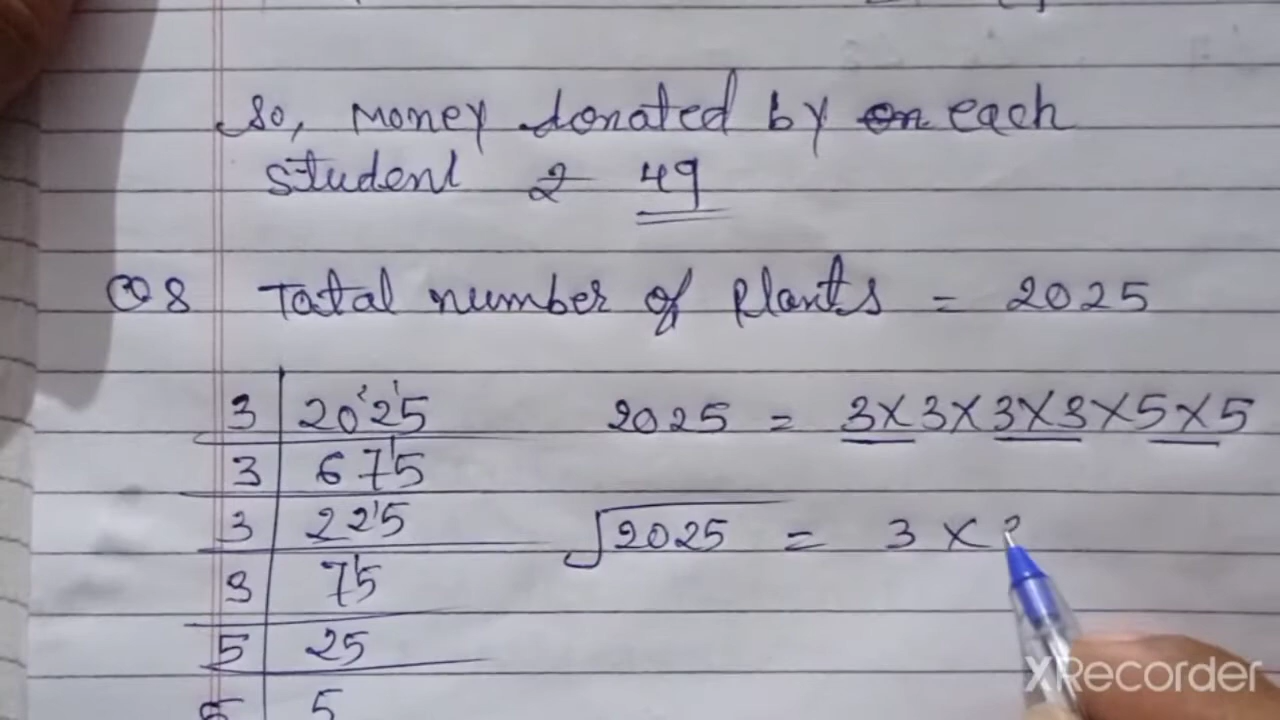 So, Money donated by each
student = 49
Q8 Total number of Plants = 2025
3 | 2025
2025 = 3×3×3×3×5×5
3 | 675
3 | 225
√2025 = 3 ×
3 | 75
5 | 25
5 | 5
XRecorder